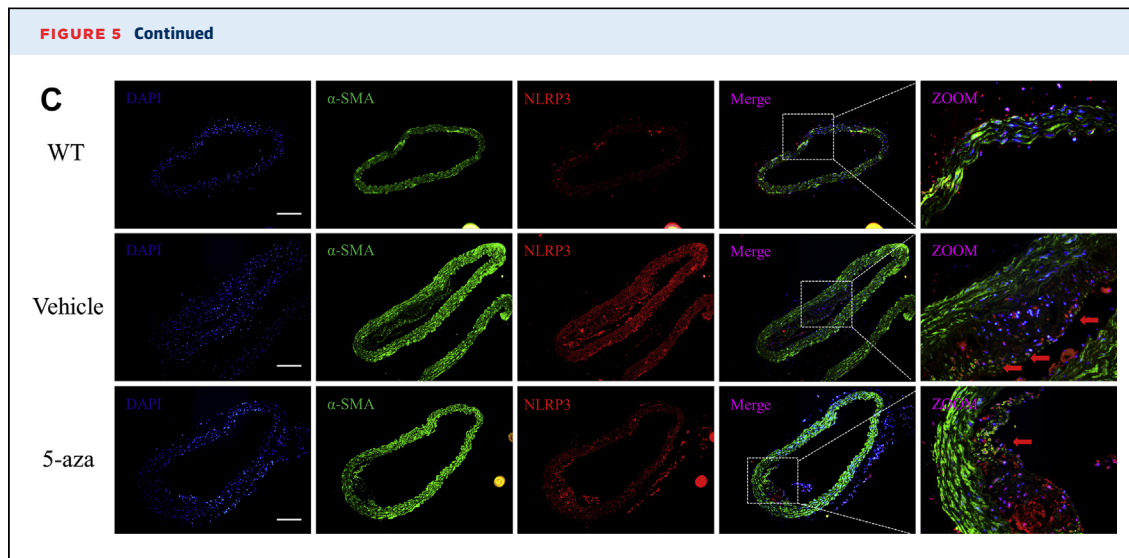 FIGURE 5 Continued
C
DAPI α-SMA NLRP3 Merge ZOOM
WT
DAPI α-SMA NLRP3 Merge ZOOM
Vehicle
DAPI α-SMA NLRP3 Merge ZOOM
5-aza